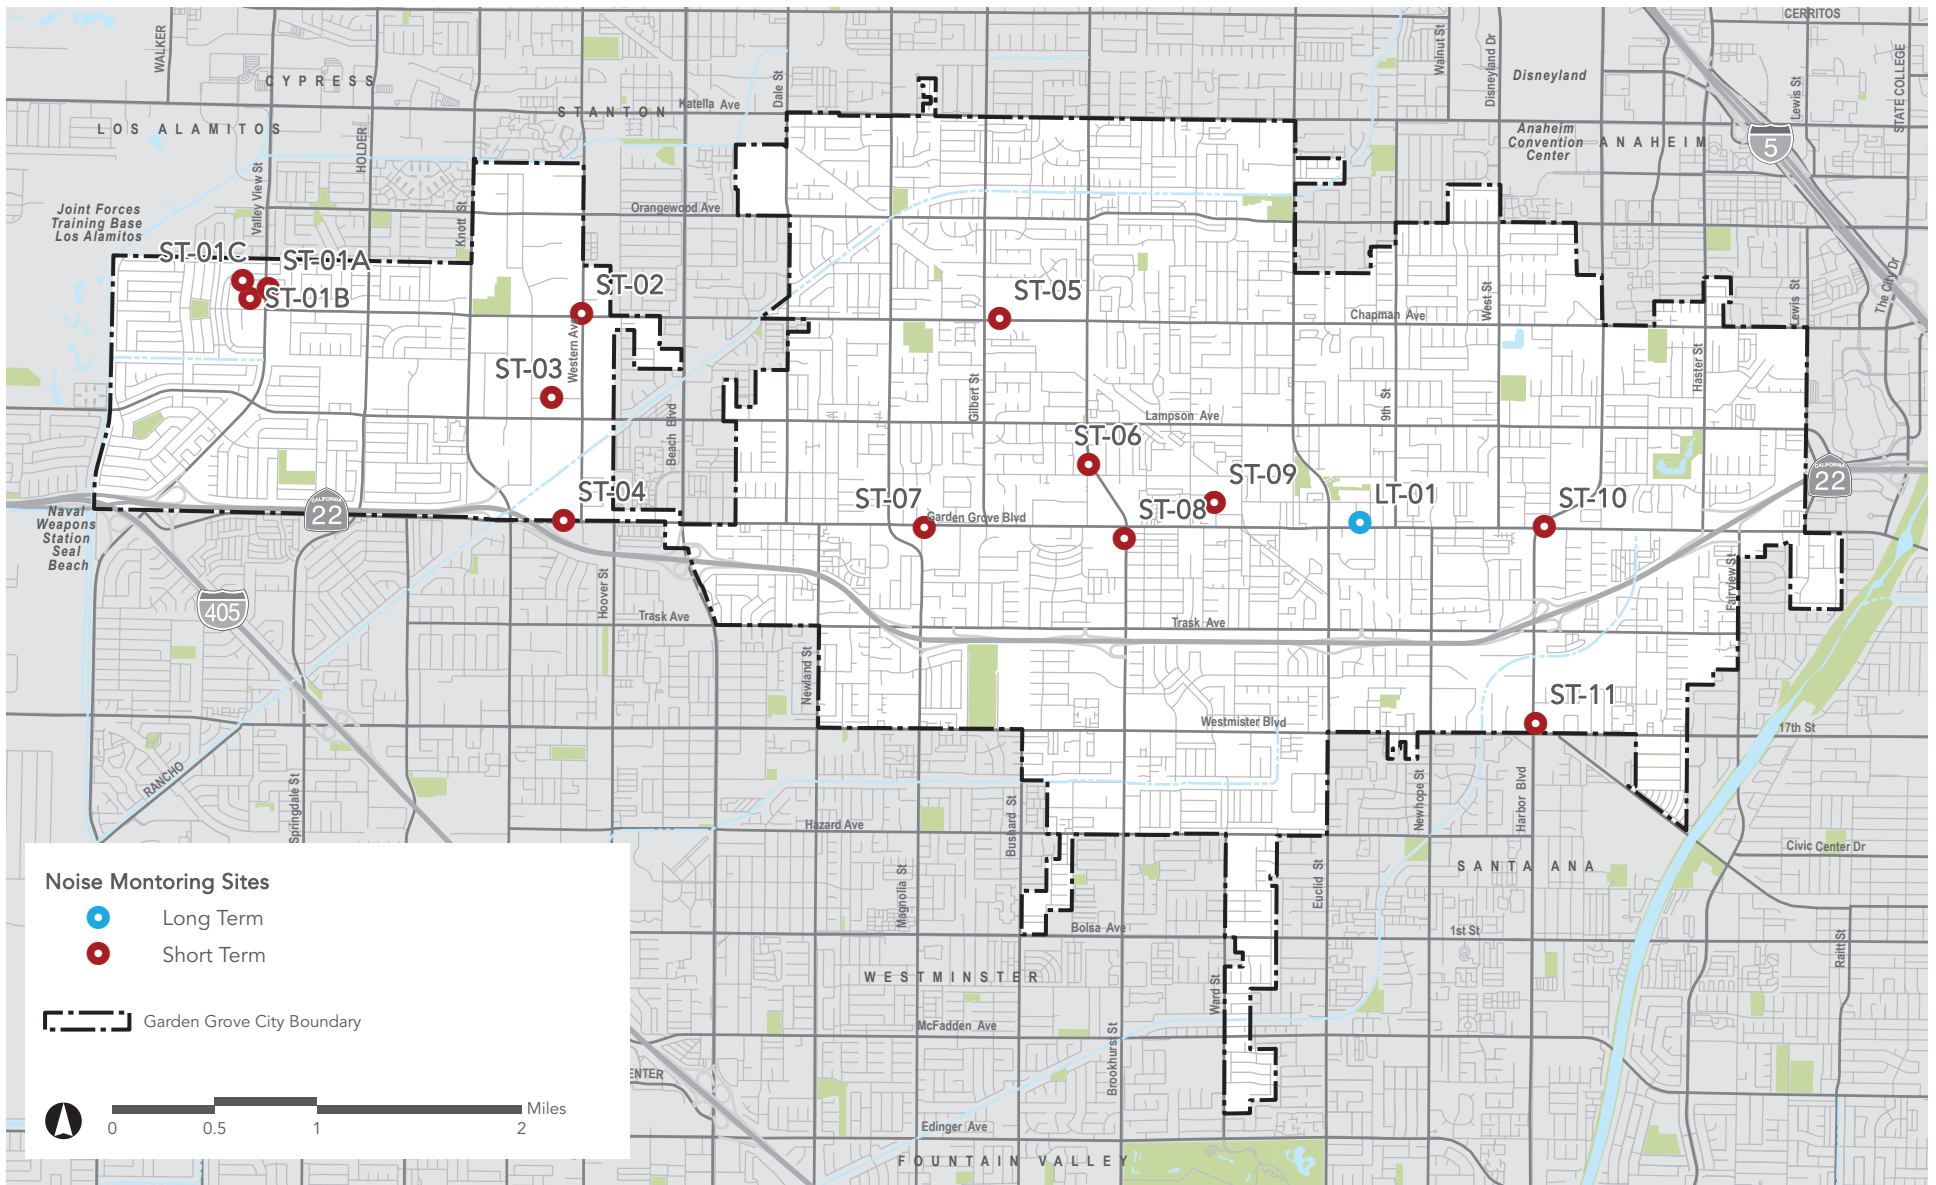 CERRITOS
WALKER
Walnut St
Disneyland Dr
STATE COLLEGE
CYPRESS
Disneyland
Dale St
Lewis St
Katella Ave
STANTON
LOS ALAMITOS
HOLDER
Anaheim
Convention
Center
ANAHEIM
5
Valley View St
Knott St
Joint Forces
Training Base
Los Alamitos
Orangewood Ave
ST-01C
ST-01A
ST-01B
ST-02
ST-05
The City Dr
West St
Lewis St
Chapman Ave
Western Ave
ST-03
Gilbert St
9th St
Haster St
Beach Blvd
Lampson Ave
ST-06
ST-09
ST-04
ST-07
LT-01
ST-10
ST-08
CALIFORNIA
22
CALIFORNIA
22
Garden Grove Blvd
Naval
Weapons
Station
Seal
Beach
405
Hoover St
Trask Ave
Trask Ave
Fairview St
Newland St
ST-11
Westmister Blvd
17th St
RANCHO
Springdale St
Bushard St
Newhope St
Harbor Blvd
Hazard Ave
Civic Center Dr
SANTA ANA
Magnolia St
Euclid St
Bolsa Ave
1st St
Raitt St
WESTMINSTER
Ward St
McFadden Ave
Brookhurst St
ENTER
Edinger Ave
FOUNTAIN VALLEY
Noise Montoring Sites
Long Term
Short Term
Garden Grove City Boundary
Miles
0 0.5 1 2